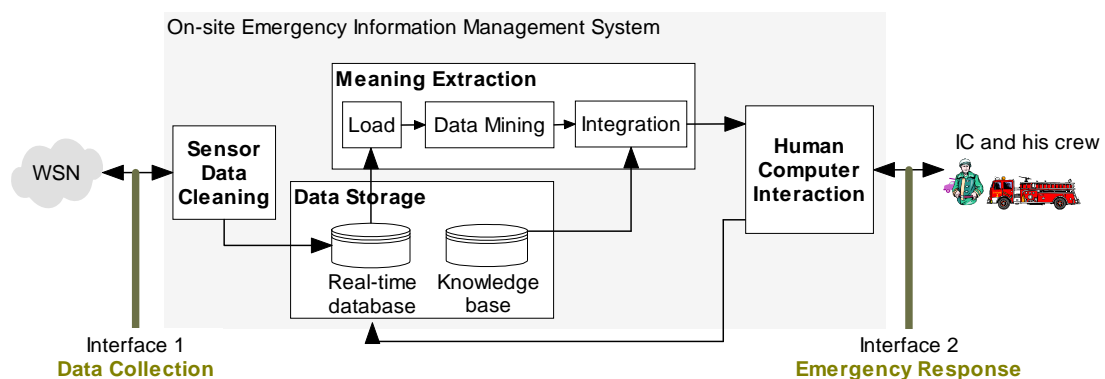 On-site Emergency Information Management System
Meaning Extraction
Load
Data Mining
Integration
WSN
Sensor
Data
Cleaning
Human
Computer
Interaction
IC and his crew
Data Storage
Real-time
database
Knowledge
base
Interface 1
Data Collection
Interface 2
Emergency Response